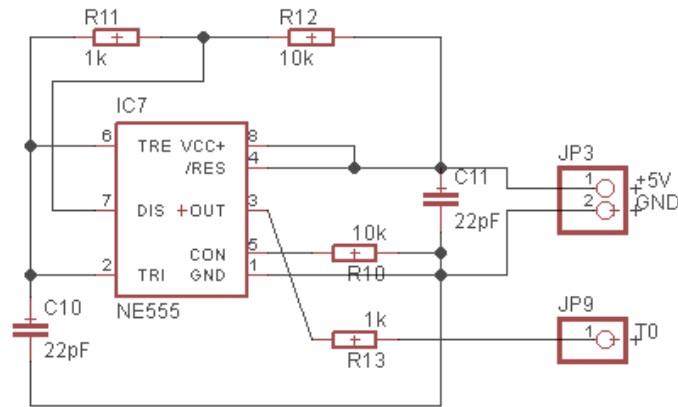 R11
R12
1k
10k
IC7
6
TRE
VCC+
8
/RES
4
7
DIS
+OUT
3
CON
5
2
TRI
GND
1
NE555
C10
22pF
C11
22pF
10k
R10
1k
R13
JP3
1
+5V
2
GND
JP9
1
T0